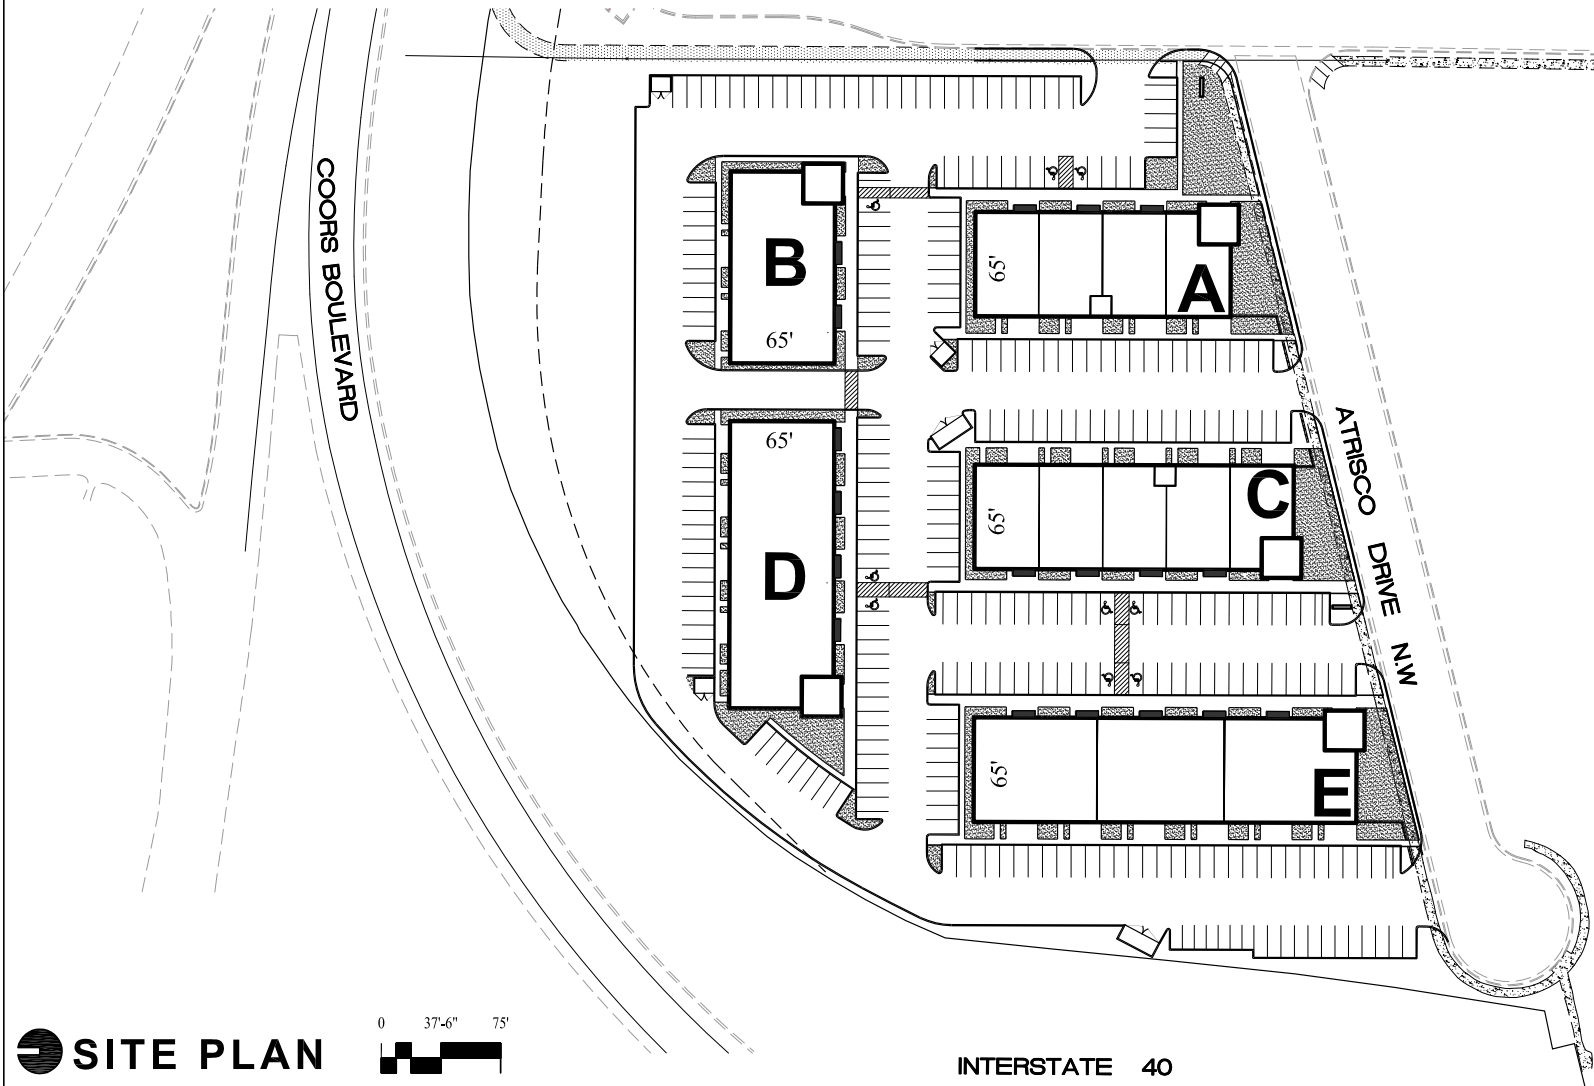 COORS BOULEVARD
B
65'
65'
A
65'
D
65'
C
ATRISCO DRIVE N.W
65'
E
SITE PLAN
0 37'-6" 75'
INTERSTATE 40